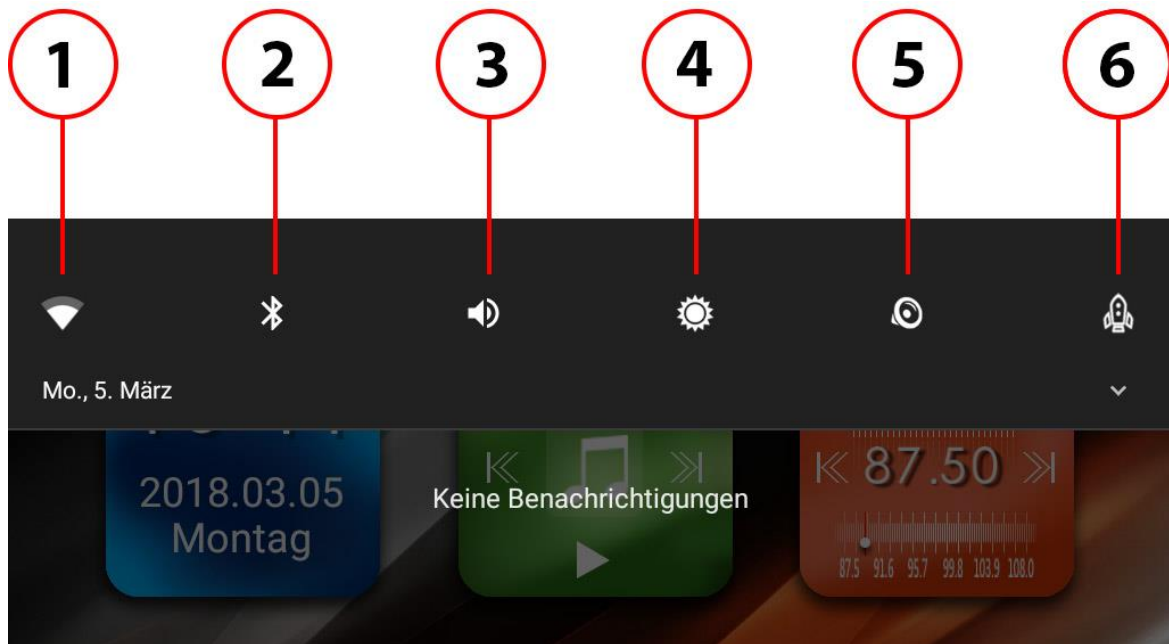 1 2 3 4 5 6
Mo., 5. März
2018.03.05
Montag
Keine Benachrichtigungen
87.50
87.5 91.6 95.7 99.8 103.9 108.0